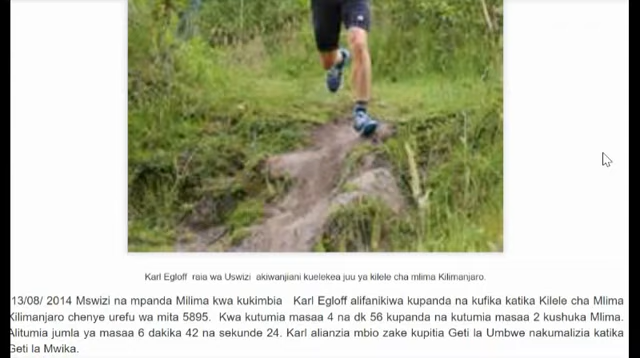 Karl Egloff raia wa Uswizi akiwanjiani kuelekea juu ya kilele cha mlima Kilimanjaro.
13/08/ 2014 Mswizi na mpanda Milima kwa kukimbia Karl Egloff alifanikiwa kupanda na kufika katika Kilele cha Mlima
Kilimanjaro chenye urefu wa mita 5895. Kwa kutumia masaa 4 na dk 56 kupanda na kutumia masaa 2 kushuka Mlima.
Alitumia jumla ya masaa 6 dakika 42 na sekunde 24. Karl alianzia mbio zake kupitia Geti la Umbwe nakumalizia katika
Geti la Mwika.